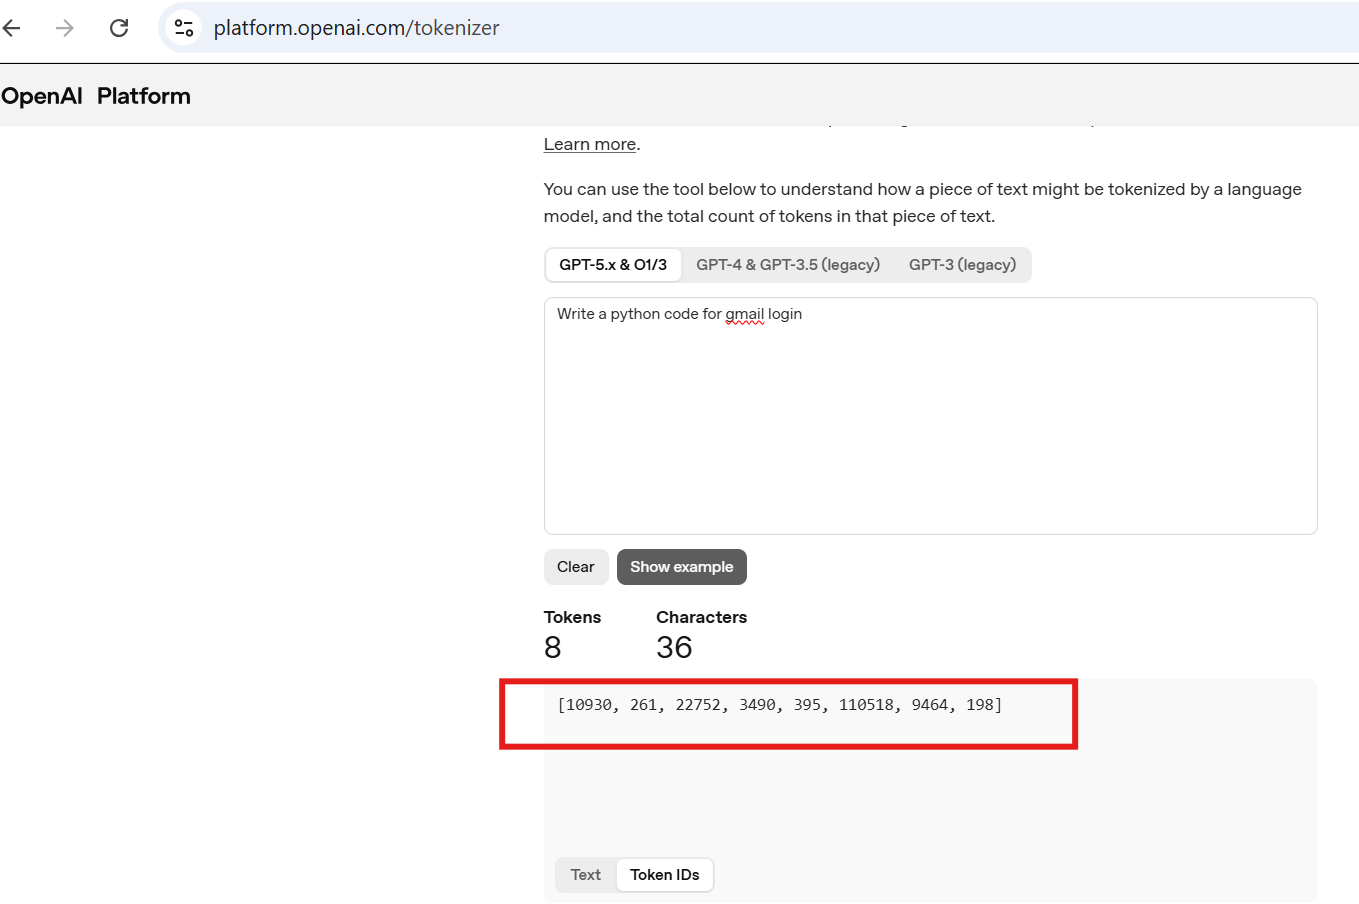 platform.openai.com/tokenizer
OpenAI Platform
Learn more.
You can use the tool below to understand how a piece of text might be tokenized by a language
model, and the total count of tokens in that piece of text.
GPT-5.x & O1/3 GPT-4 & GPT-3.5 (legacy) GPT-3 (legacy)
Write a python code for gmail login
Clear Show example
Tokens Characters
8 36
[10930, 261, 22752, 3490, 395, 110518, 9464, 198]
Text Token IDs